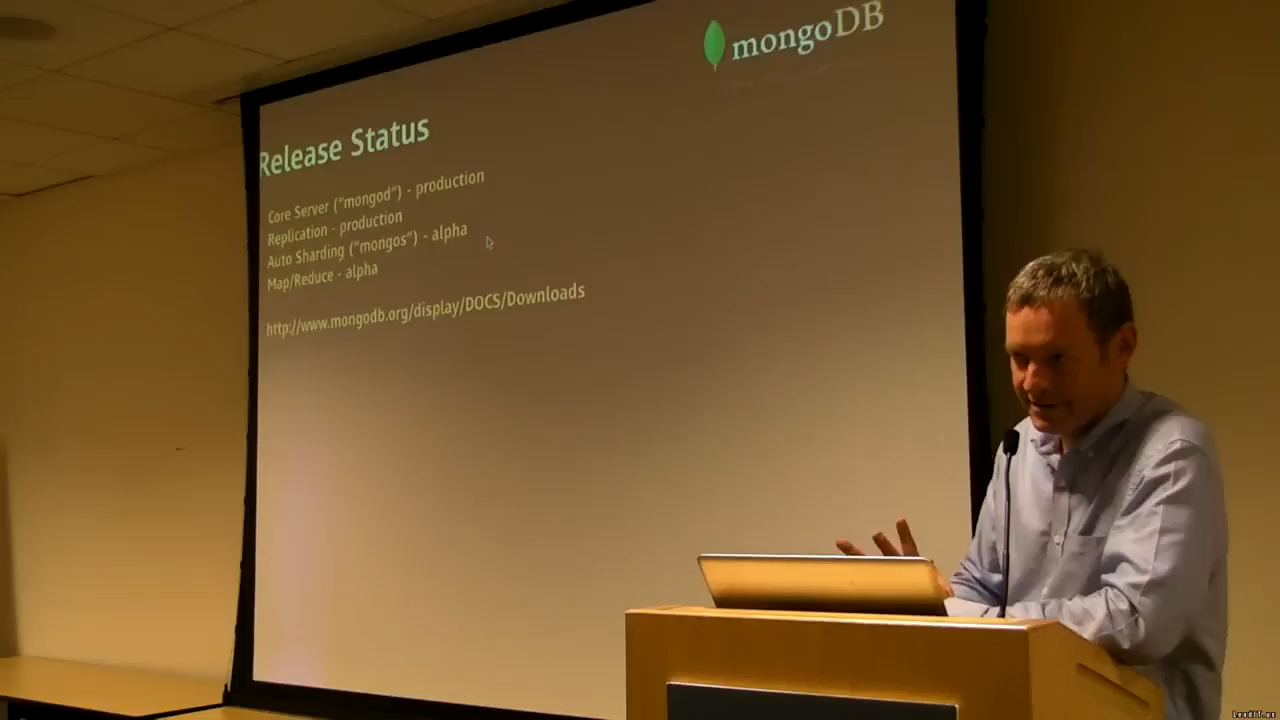 mongoDB
Release Status
Core Server ("mongod") - production
Replication - production
Auto Sharding ("mongos") - alpha
Map/Reduce - alpha
http://www.mongodb.org/display/DOCS/Downloads